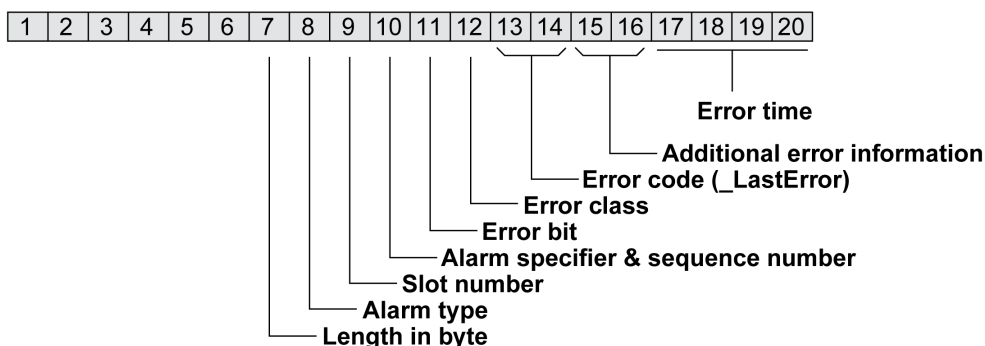 1 2 3 4 5 6 7 8 9 10 11 12 13 14 15 16 17 18 19 20
Error time
Additional error information
Error code (_LastError)
Error class
Error bit
Alarm specifier & sequence number
Slot number
Alarm type
Length in byte